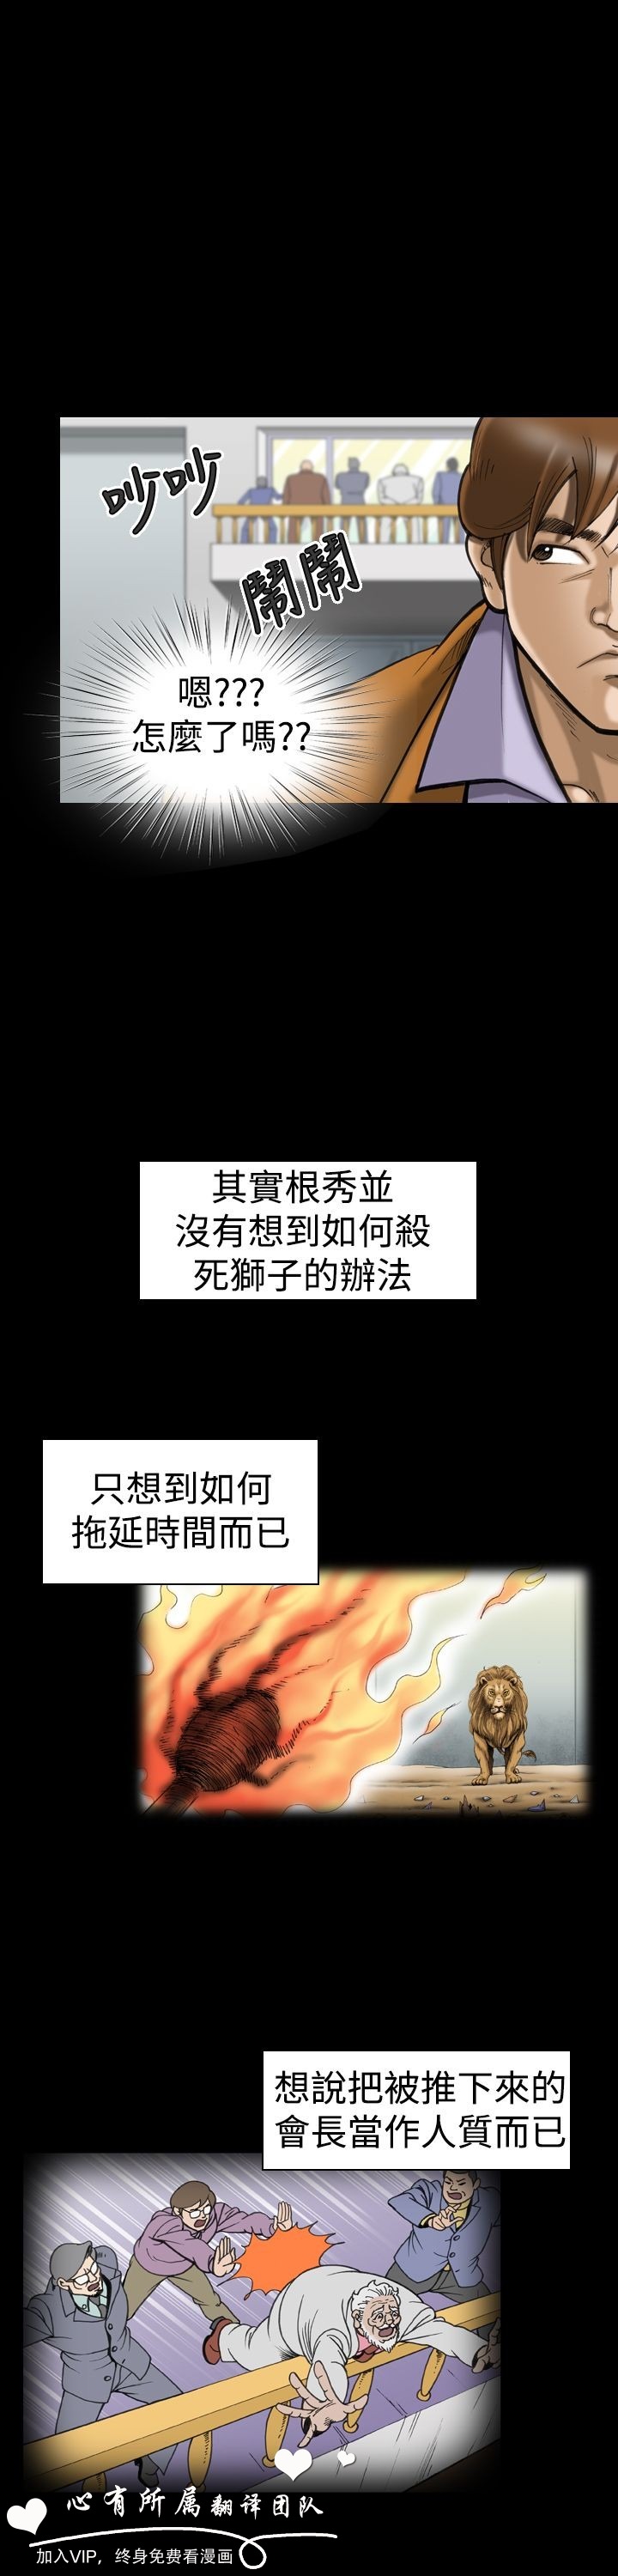 吵吵
鬧鬧
嗯???
怎麼了嗎??
其實根秀並
沒有想到如何殺
死獅子的辦法
只想到如何
拖延時間而已
想說把被推下來的
會長當作人質而已
心有所属翻译团队
加入VIP，终身免费看漫画